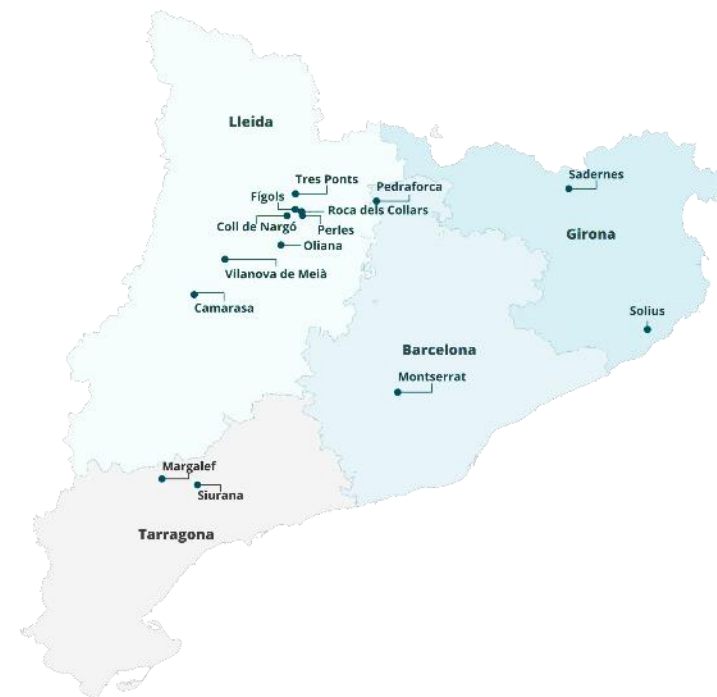 Lleida
Tres Ponts
Pedraforca
Sadernes
Fígols
Roca dels Collars
Coll de Nargó
Perles
Girona
Oliana
Vilanova de Meià
Camarasa
Solius
Barcelona
Montserrat
Margalef
Siurana
Tarragona